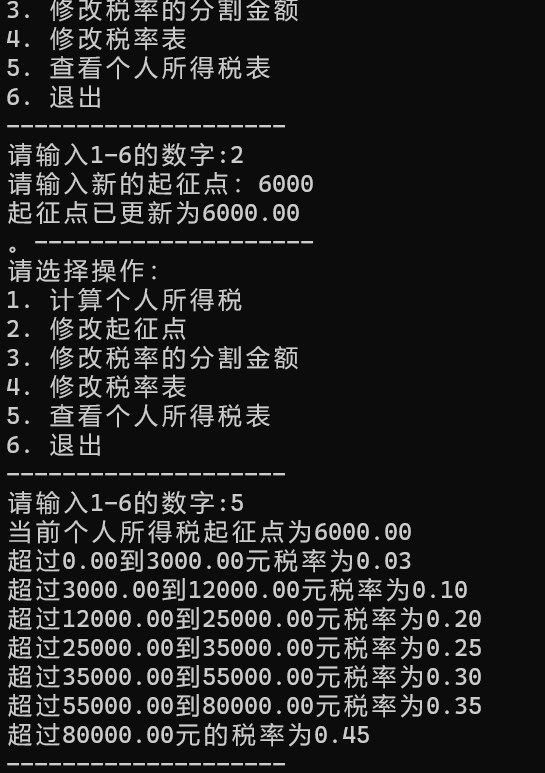 3. 修改税率的分割金额
4. 修改税率表
5. 查看个人所得税表
6. 退出
--------------------
请输入1-6的数字:2
请输入新的起征点: 6000
起征点已更新为6000.00
。--------------------
请选择操作:
1. 计算个人所得税
2. 修改起征点
3. 修改税率的分割金额
4. 修改税率表
5. 查看个人所得税表
6. 退出
--------------------
请输入1-6的数字:5
当前个人所得税起征点为6000.00
超过0.00到3000.00元税率为0.03
超过3000.00到12000.00元税率为0.10
超过12000.00到25000.00元税率为0.20
超过25000.00到35000.00元税率为0.25
超过35000.00到55000.00元税率为0.30
超过55000.00到80000.00元税率为0.35
超过80000.00元的税率为0.45
--------------------